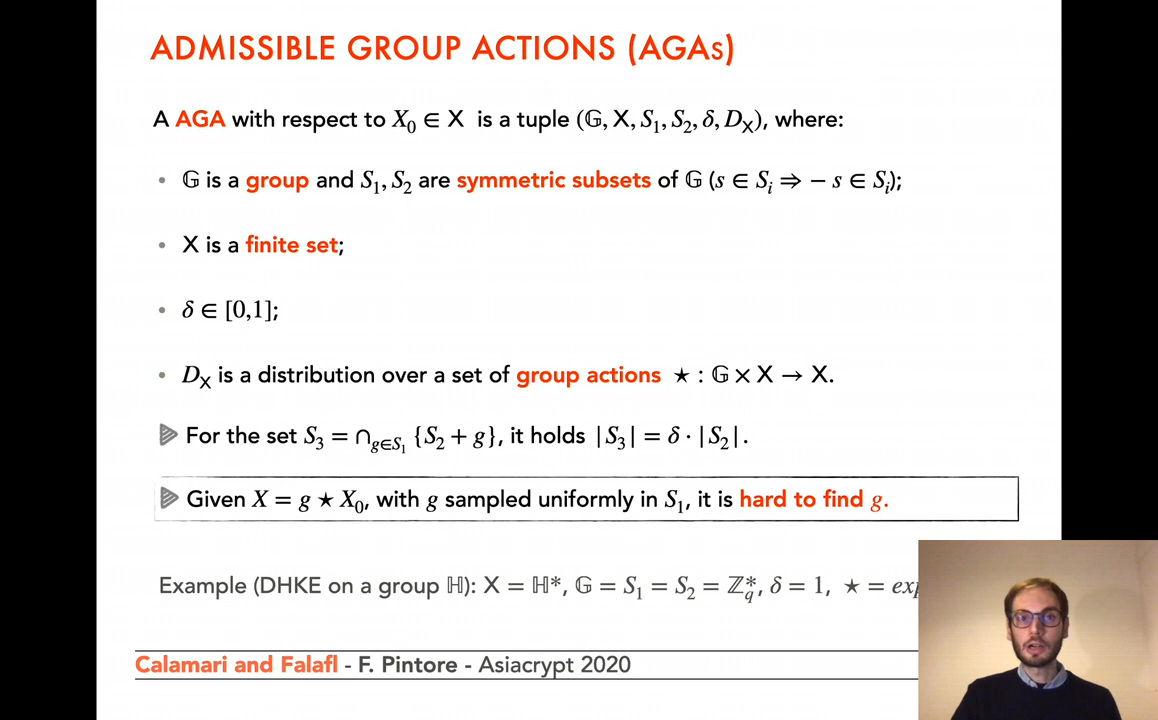 ADMISSIBLE GROUP ACTIONS (AGAs)
A AGA with respect to X₀ ∈ X is a tuple (𝔾, X, S₁, S₂, δ, D_X), where:
• 𝔾 is a group and S₁, S₂ are symmetric subsets of 𝔾 (s ∈ Sᵢ ⇒ − s ∈ Sᵢ);
• X is a finite set;
• δ ∈ [0,1];
• D_X is a distribution over a set of group actions ★ : 𝔾 × X → X.
For the set S₃ = ∩_{g∈S₁} {S₂ + g}, it holds |S₃| = δ · |S₂|.
Given X = g ★ X₀, with g sampled uniformly in S₁, it is hard to find g.
Example (DHKE on a group ℍ): X = ℍ*, 𝔾 = S₁ = S₂ = ℤ*_q, δ = 1, ★ =
Calamari and Falafl - F. Pintore - Asiacrypt 2020